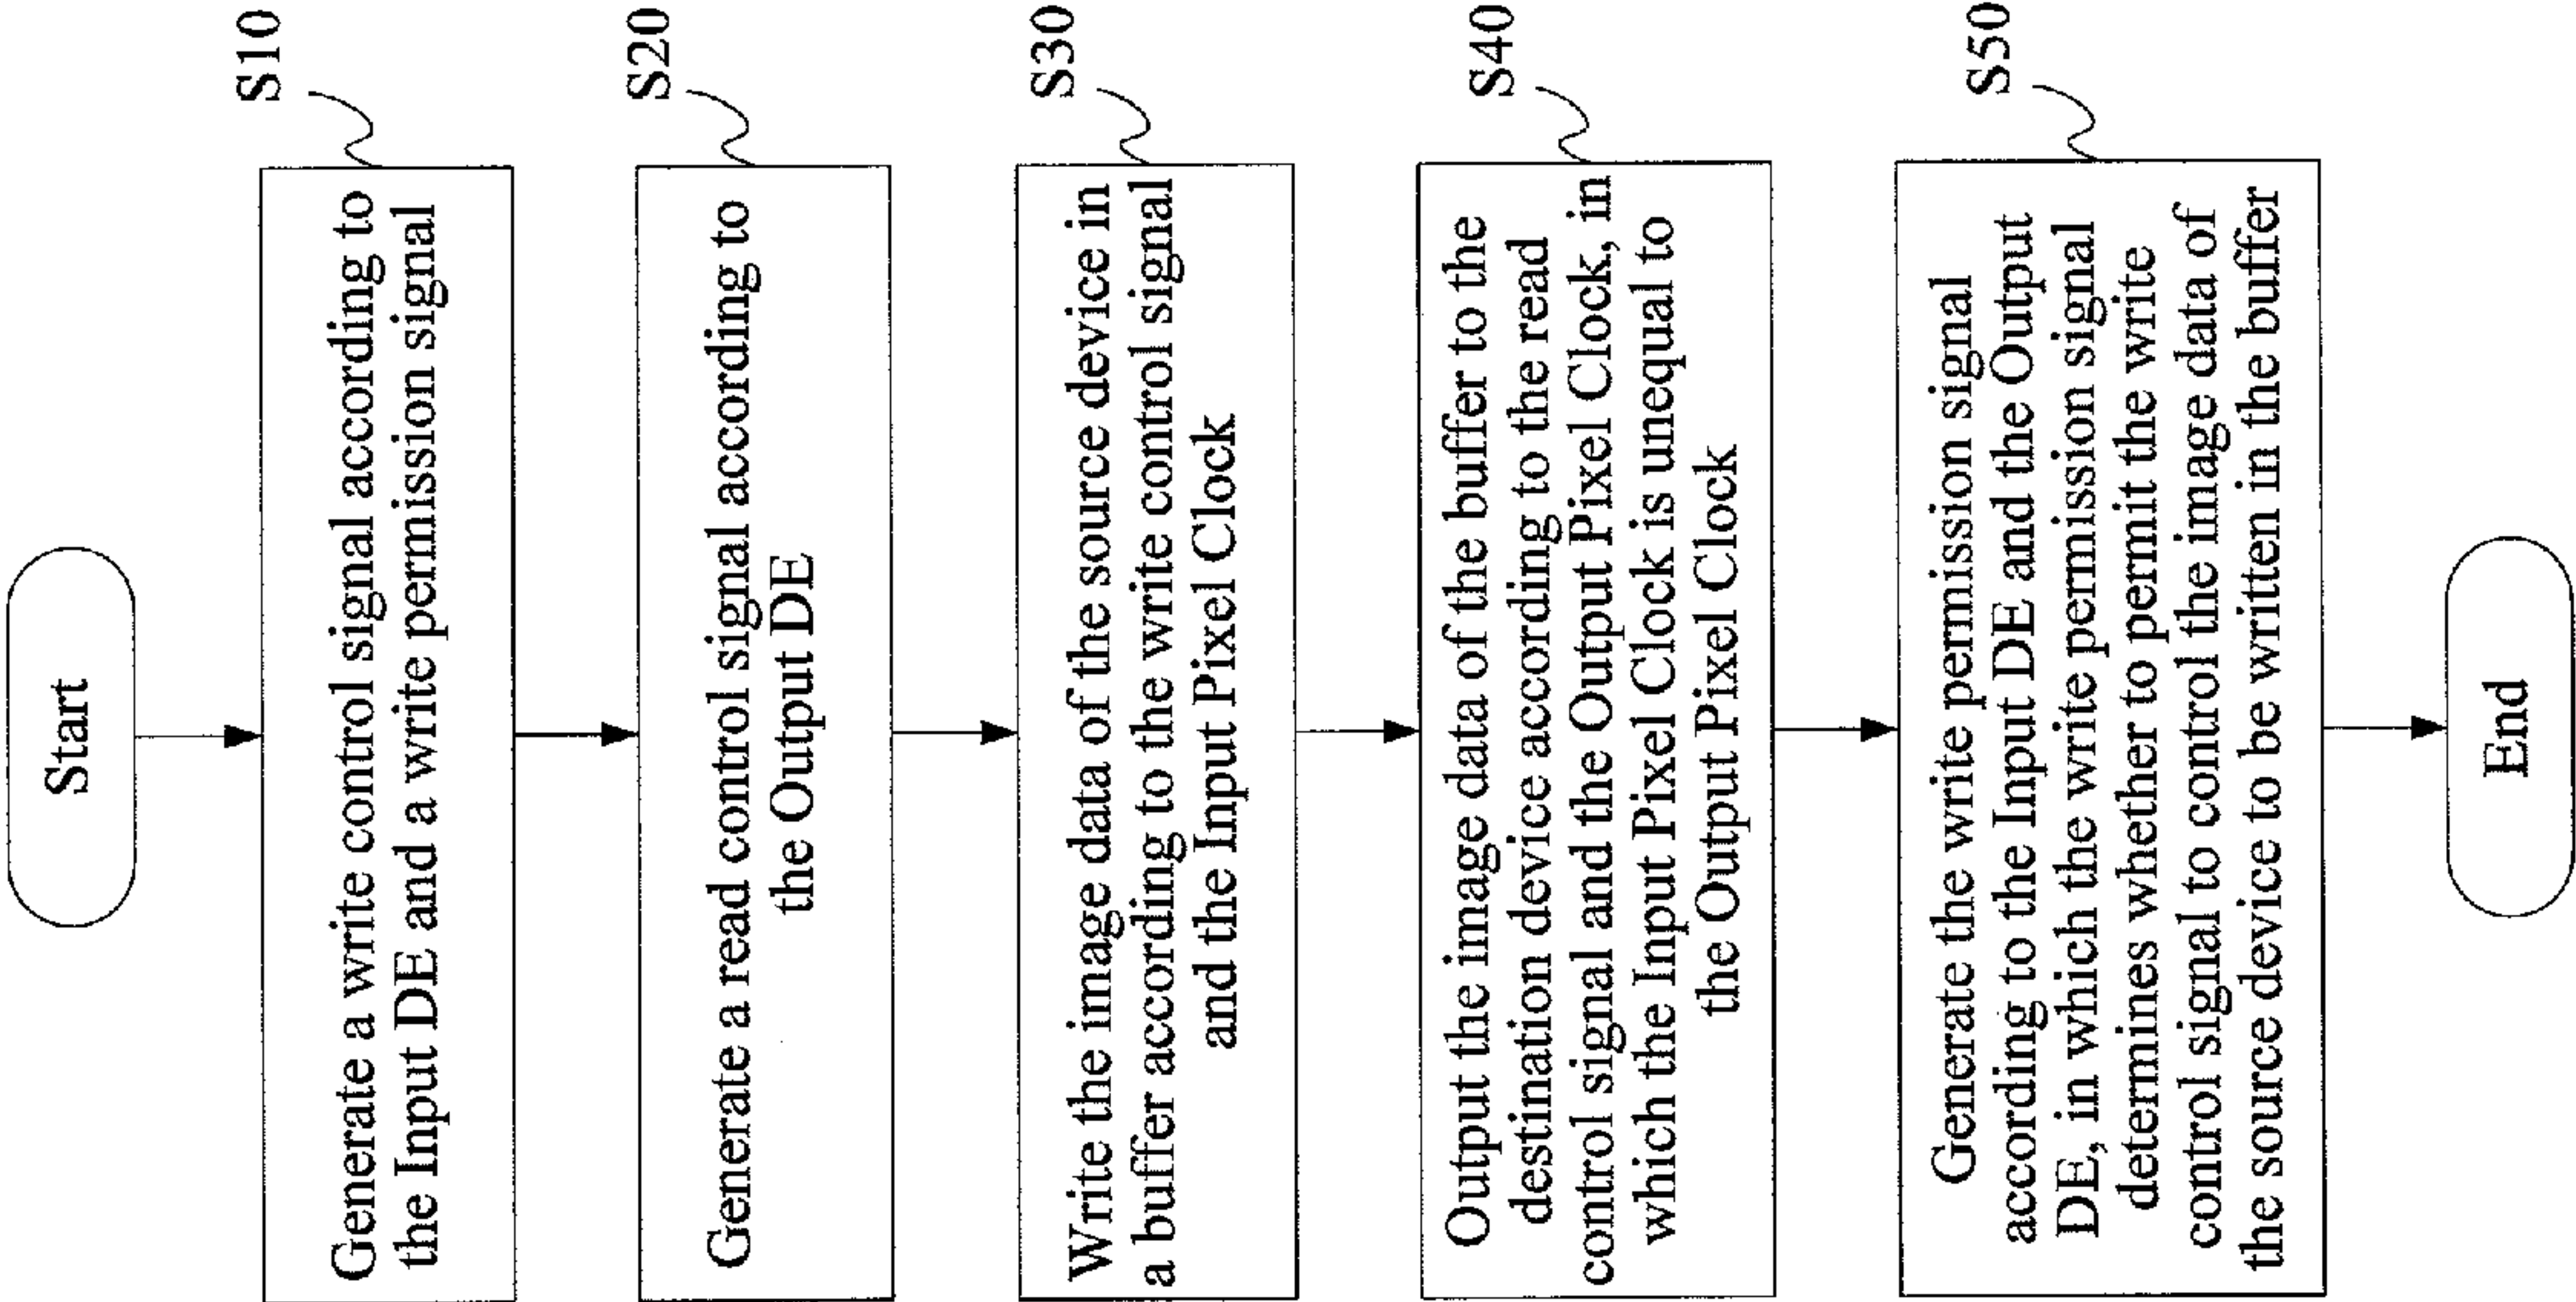 Start
S10
Generate a write control signal according to
the Input DE and a write permission signal
S20
Generate a read control signal according to
the Output DE
S30
Write the image data of the source device in
a buffer according to the write control signal
and the Input Pixel Clock
S40
Output the image data of the buffer to the
destination device according to the read
control signal and the Output Pixel Clock, in
which the Input Pixel Clock is unequal to
the Output Pixel Clock
S50
Generate the write permission signal
according to the Input DE and the Output
DE, in which the write permission signal
determines whether to permit the write
control signal to control the image data of
the source device to be written in the buffer
End